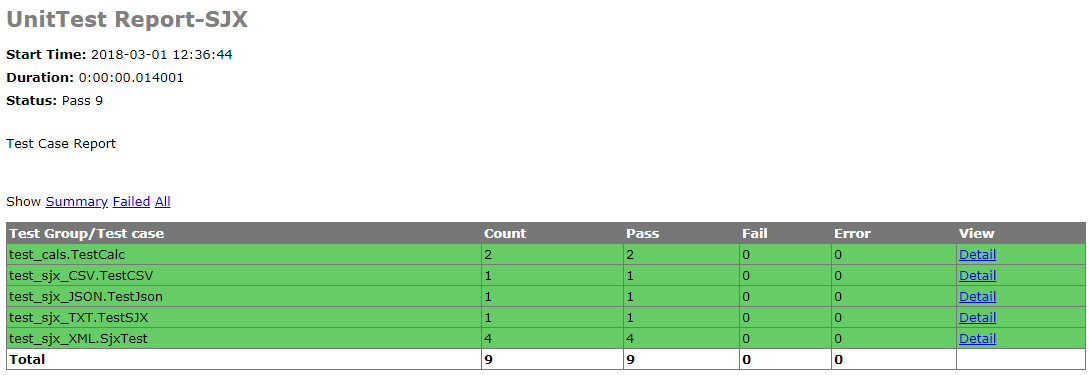 UnitTest Report-SJX
Start Time: 2018-03-01 12:36:44
Duration: 0:00:00.014001
Status: Pass 9
Test Case Report
Show Summary Failed All
Test Group/Test case Count Pass Fail Error View
test_cals.TestCalc 2 2 0 0 Detail
test_sjx_CSV.TestCSV 1 1 0 0 Detail
test_sjx_JSON.TestJson 1 1 0 0 Detail
test_sjx_TXT.TestSJX 1 1 0 0 Detail
test_sjx_XML.SjxTest 4 4 0 0 Detail
Total 9 9 0 0